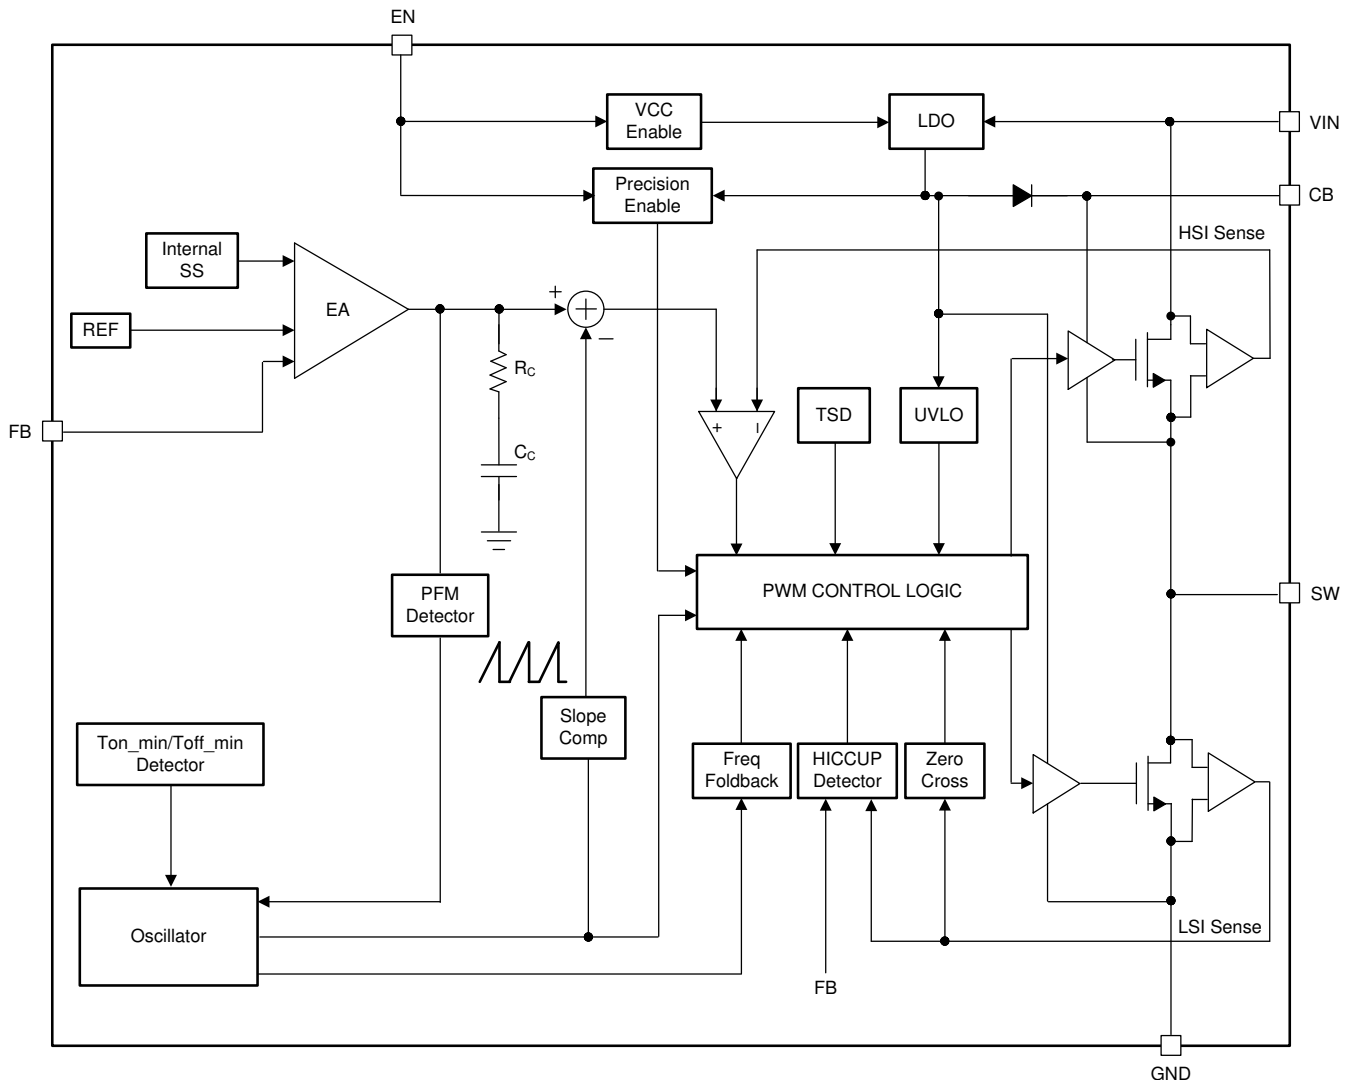 EN
VCC
Enable
LDO
VIN
Precision
Enable
CB
HSI Sense
Internal
SS
EA
+
+
REF
−
RC
FB
TSD
UVLO
+
−
CC
PFM
Detector
PWM CONTROL LOGIC
SW
Slope
Comp
Ton_min/Toff_min
Detector
Freq
Foldback
HICCUP
Detector
Zero
Cross
Oscillator
LSI Sense
FB
GND